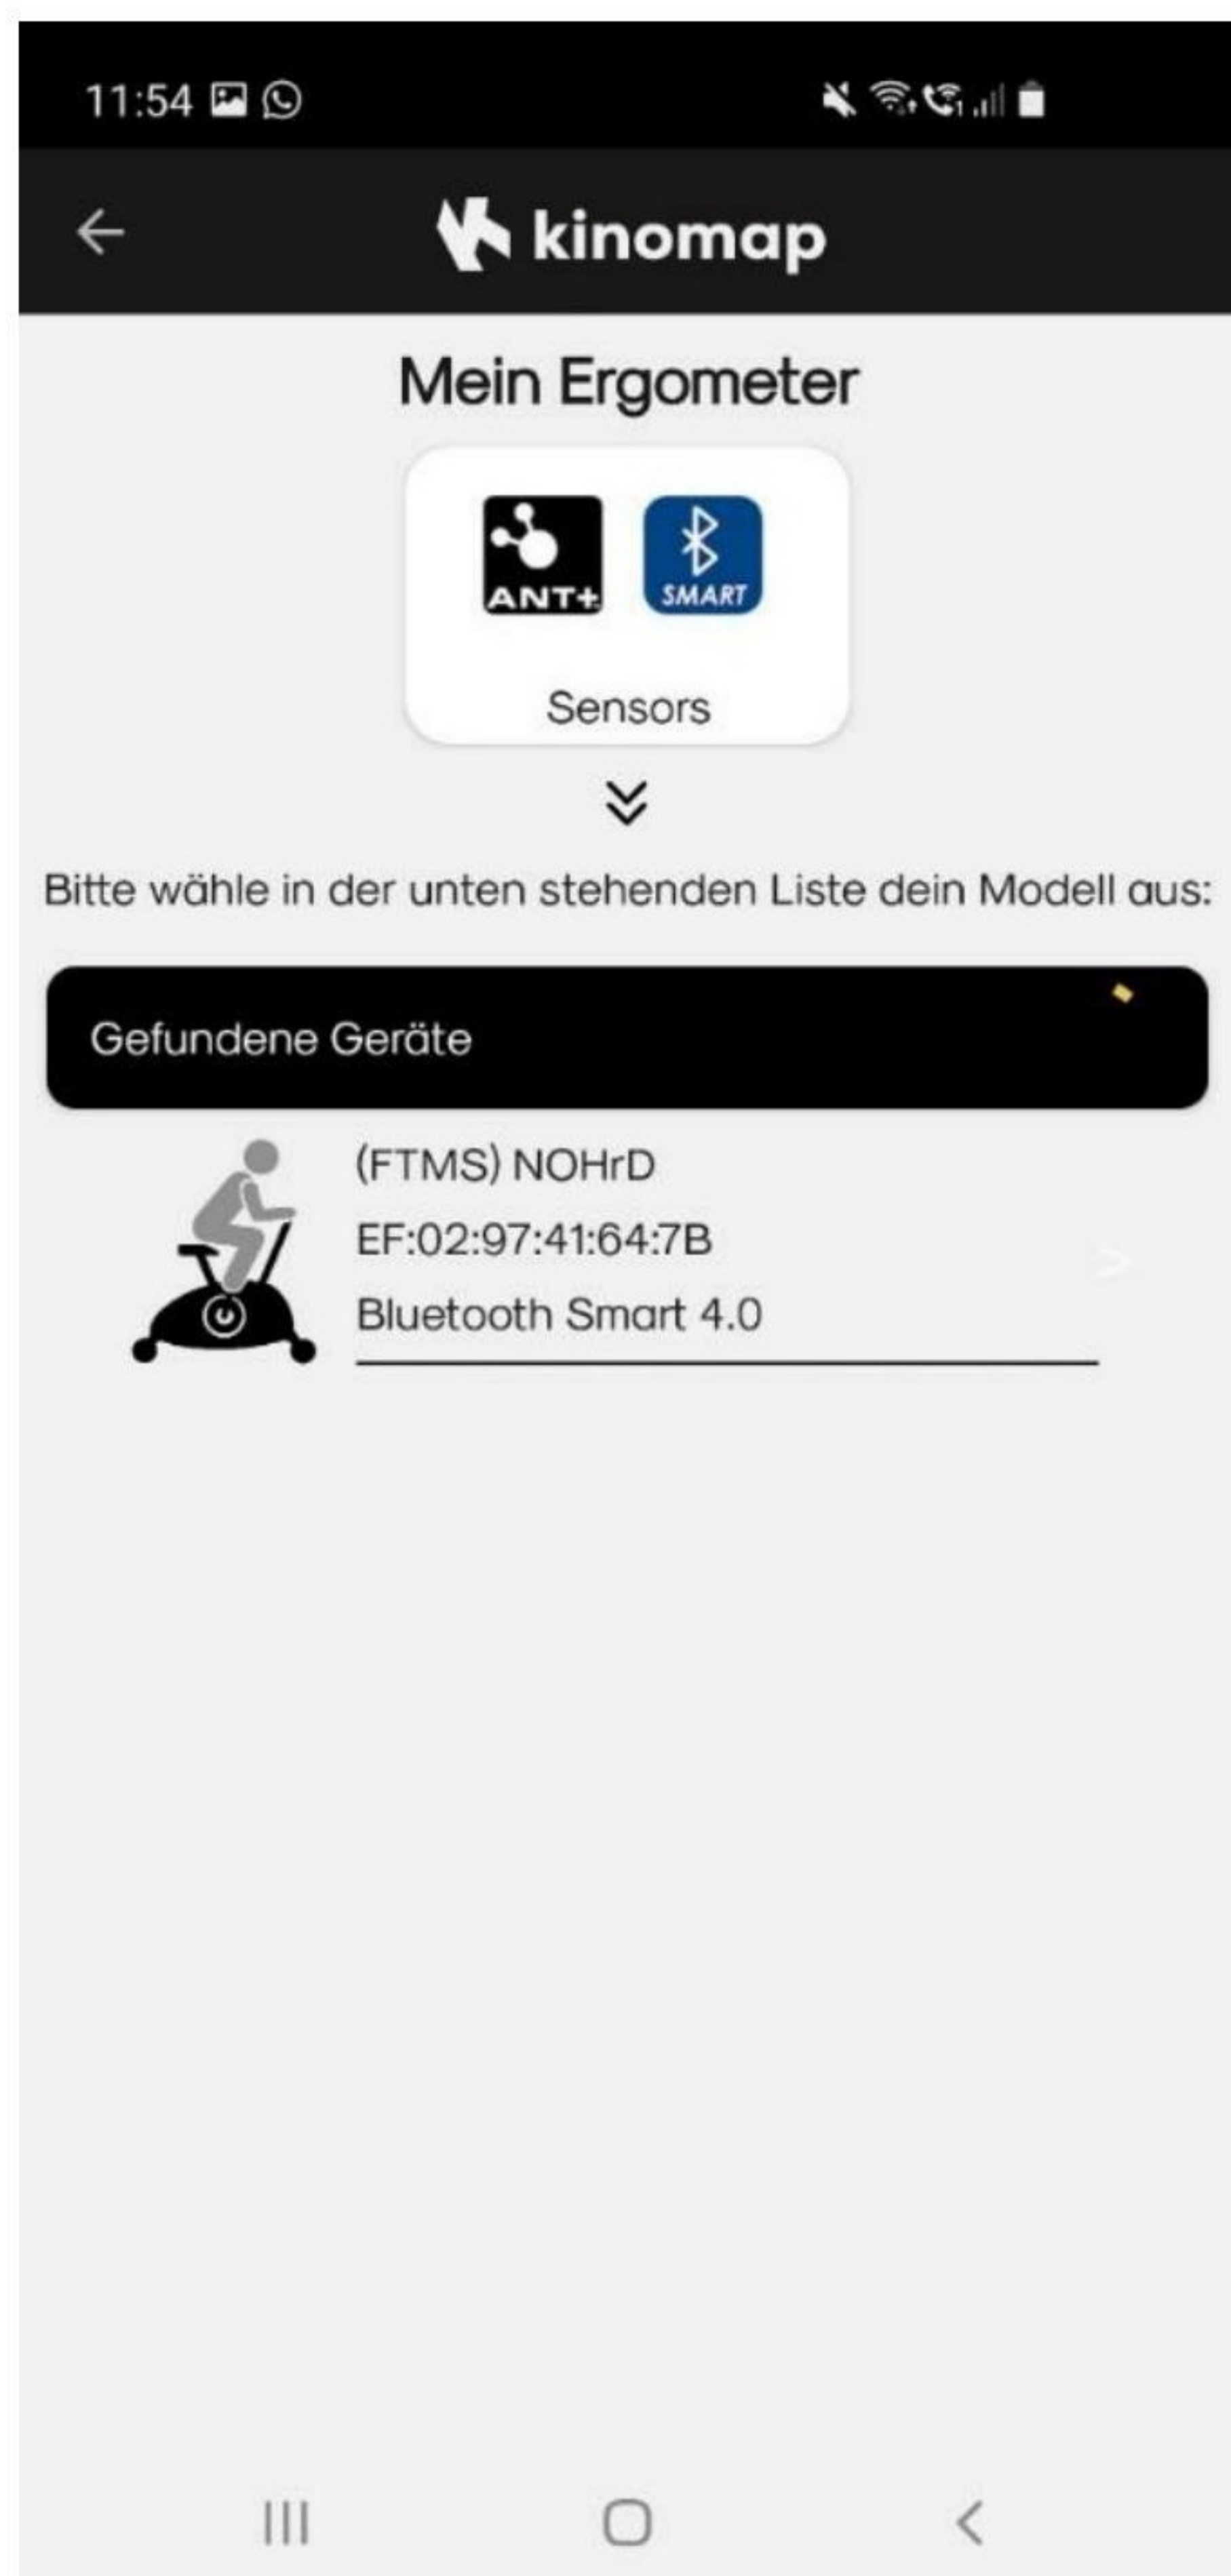 11:54
kinomap
Mein Ergometer
ANT+
SMART
Sensors
Bitte wähle in der unten stehenden Liste dein Modell aus:
Gefundene Geräte
(FTMS) NOHrD
EF:02:97:41:64:7B
Bluetooth Smart 4.0